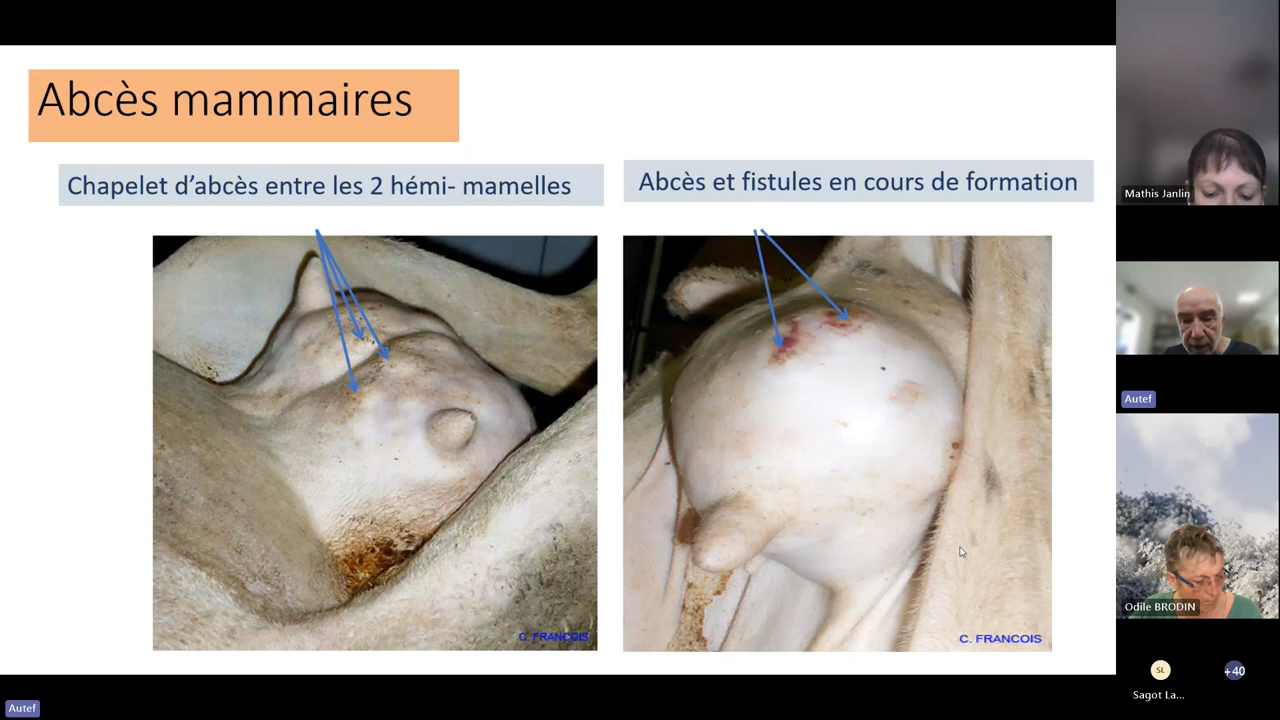 Abcès mammaires
Chapelet d’abcès entre les 2 hémi- mamelles
Abcès et fistules en cours de formation
C. FRANCOIS
C. FRANCOIS
Mathis Janlin
Autef
Odile BRODIN
SL
+40
Sagot La...
Autef